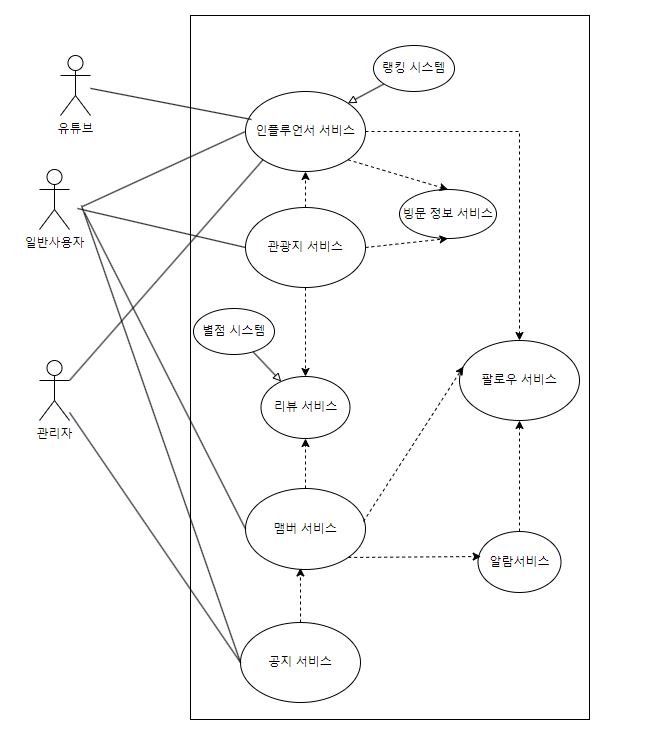 랭킹 시스템
유튜브
인플루언서 서비스
일반사용자
방문 정보 서비스
관광지 서비스
별점 시스템
팔로우 서비스
리뷰 서비스
관리자
맴버 서비스
알람서비스
공지 서비스